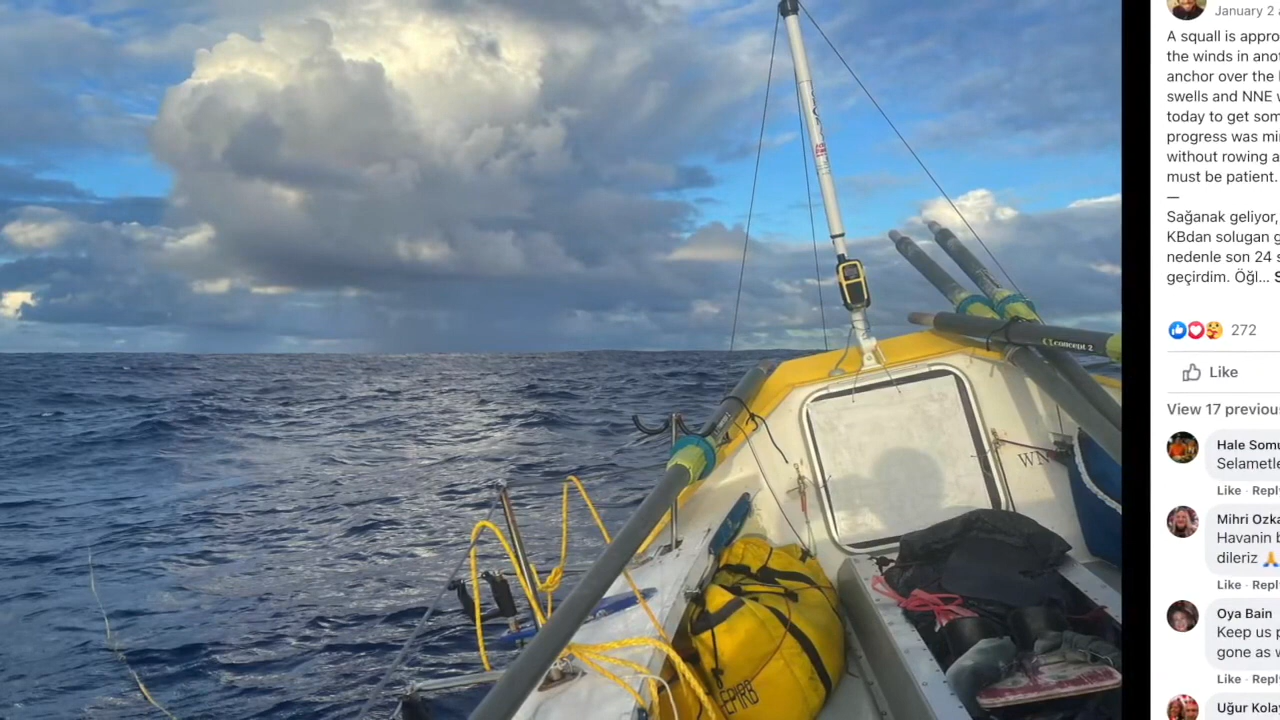 January 2 a
A squall is appro
the winds in anot
anchor over the
swells and NNE
today to get som
progress was mi
without rowing a
must be patient.
—
Sağanak geliyor,
KBdan solugan g
nedenle son 24 s
geçirdim. Öğl... S
272
Like
View 17 previou
Hale Som
Selametle
Like · Repl
Mihri Ozk
Havanin b
dileriz 🙏
Like · Repl
Oya Bain
Keep us p
gone as w
Like · Repl
Uğur Kola
concept 2
EPIRB